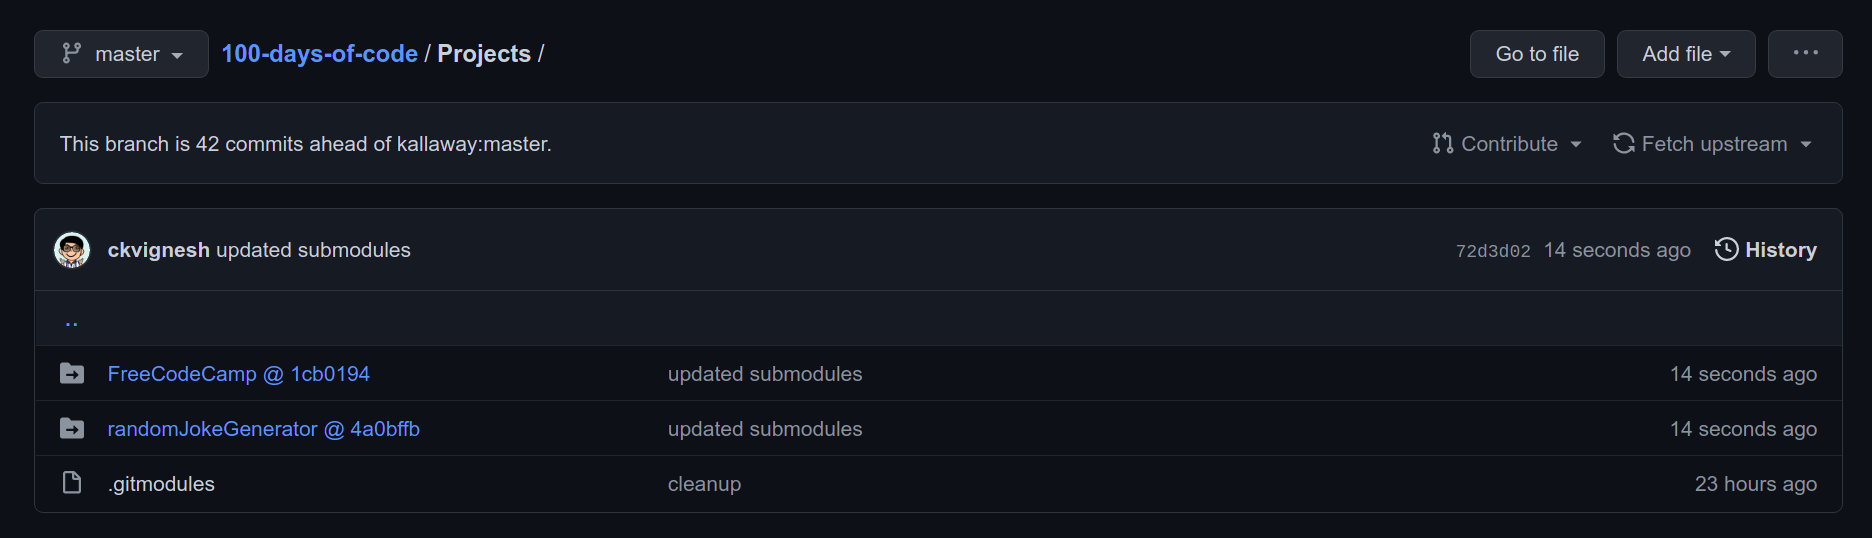 master 100-days-of-code / Projects / Go to file Add file ...
This branch is 42 commits ahead of kallaway:master. Contribute Fetch upstream
ckvignesh updated submodules 72d3d02 14 seconds ago History
..
FreeCodeCamp @ 1cb0194 updated submodules 14 seconds ago
randomJokeGenerator @ 4a0bffb updated submodules 14 seconds ago
.gitmodules cleanup 23 hours ago